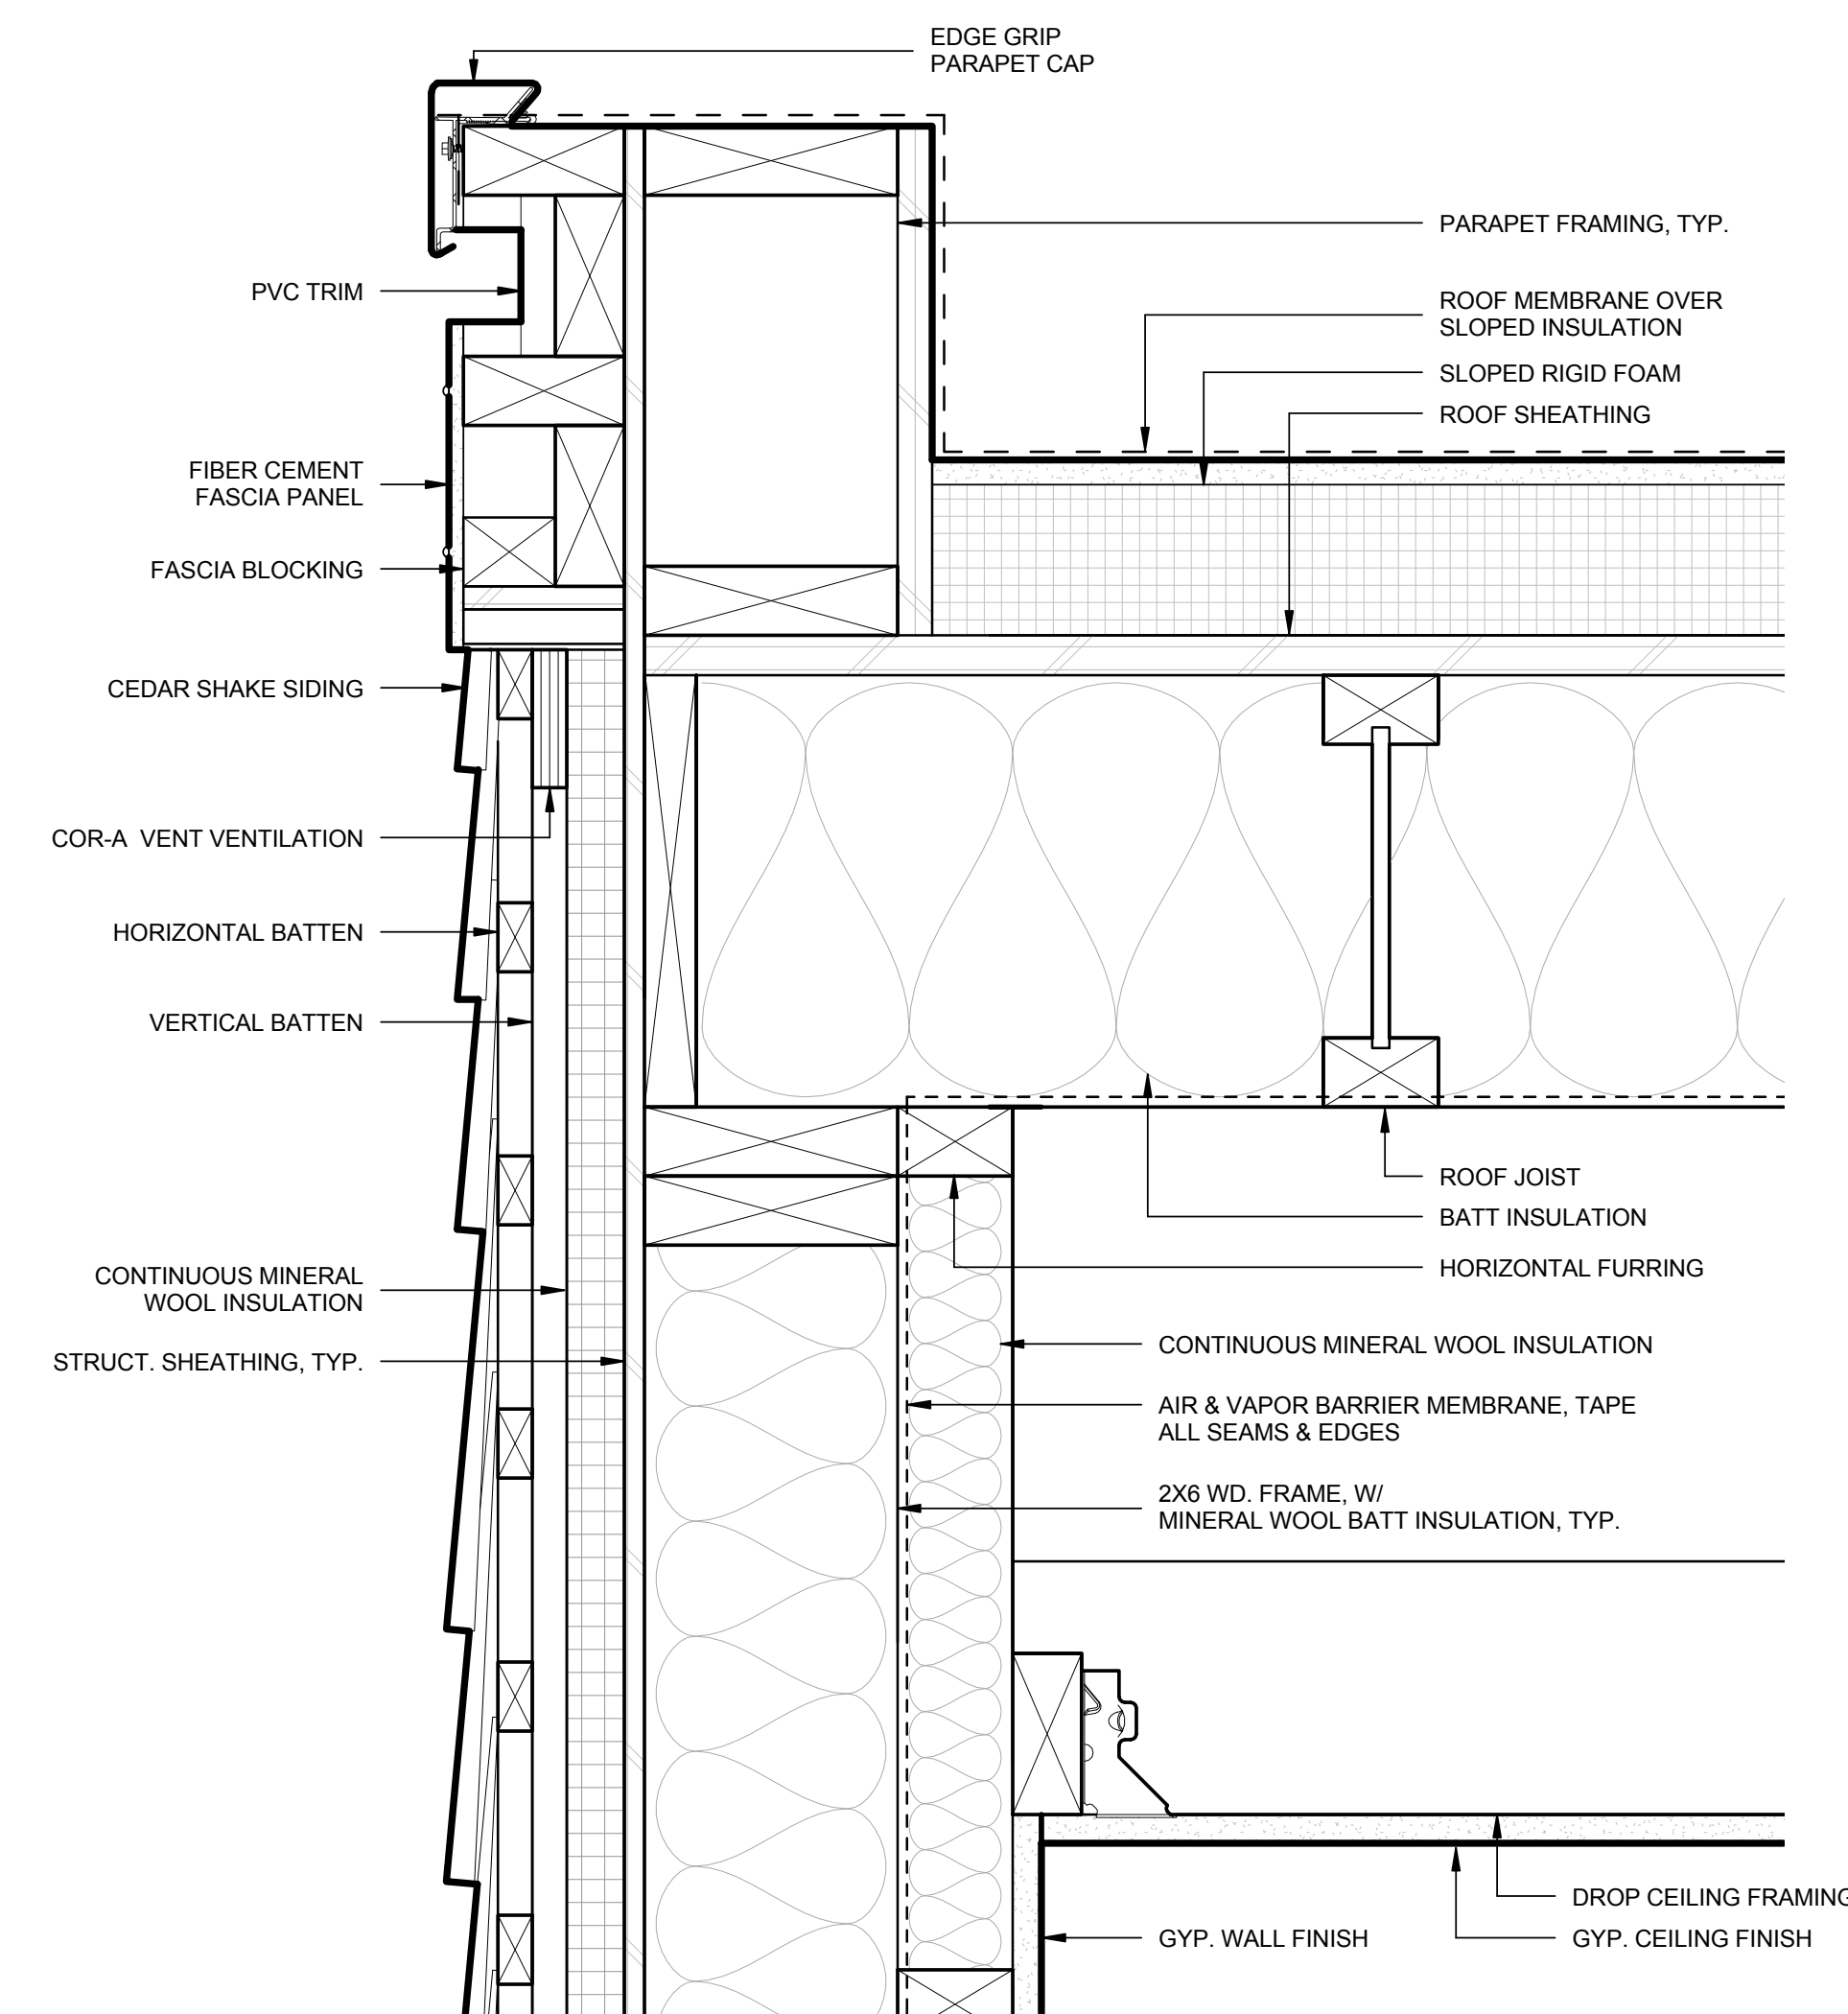 EDGE GRIP
PARAPET CAP
PARAPET FRAMING, TYP.
PVC TRIM
ROOF MEMBRANE OVER
SLOPED INSULATION
SLOPED RIGID FOAM
ROOF SHEATHING
FIBER CEMENT
FASCIA PANEL
FASCIA BLOCKING
CEDAR SHAKE SIDING
COR-A VENT VENTILATION
HORIZONTAL BATTEN
VERTICAL BATTEN
ROOF JOIST
BATT INSULATION
HORIZONTAL FURRING
CONTINUOUS MINERAL
WOOL INSULATION
STRUCT. SHEATHING, TYP.
CONTINUOUS MINERAL WOOL INSULATION
AIR & VAPOR BARRIER MEMBRANE, TAPE
ALL SEAMS & EDGES
2X6 WD. FRAME, W/
MINERAL WOOL BATT INSULATION, TYP.
DROP CEILING FRAMING
GYP. WALL FINISH
GYP. CEILING FINISH